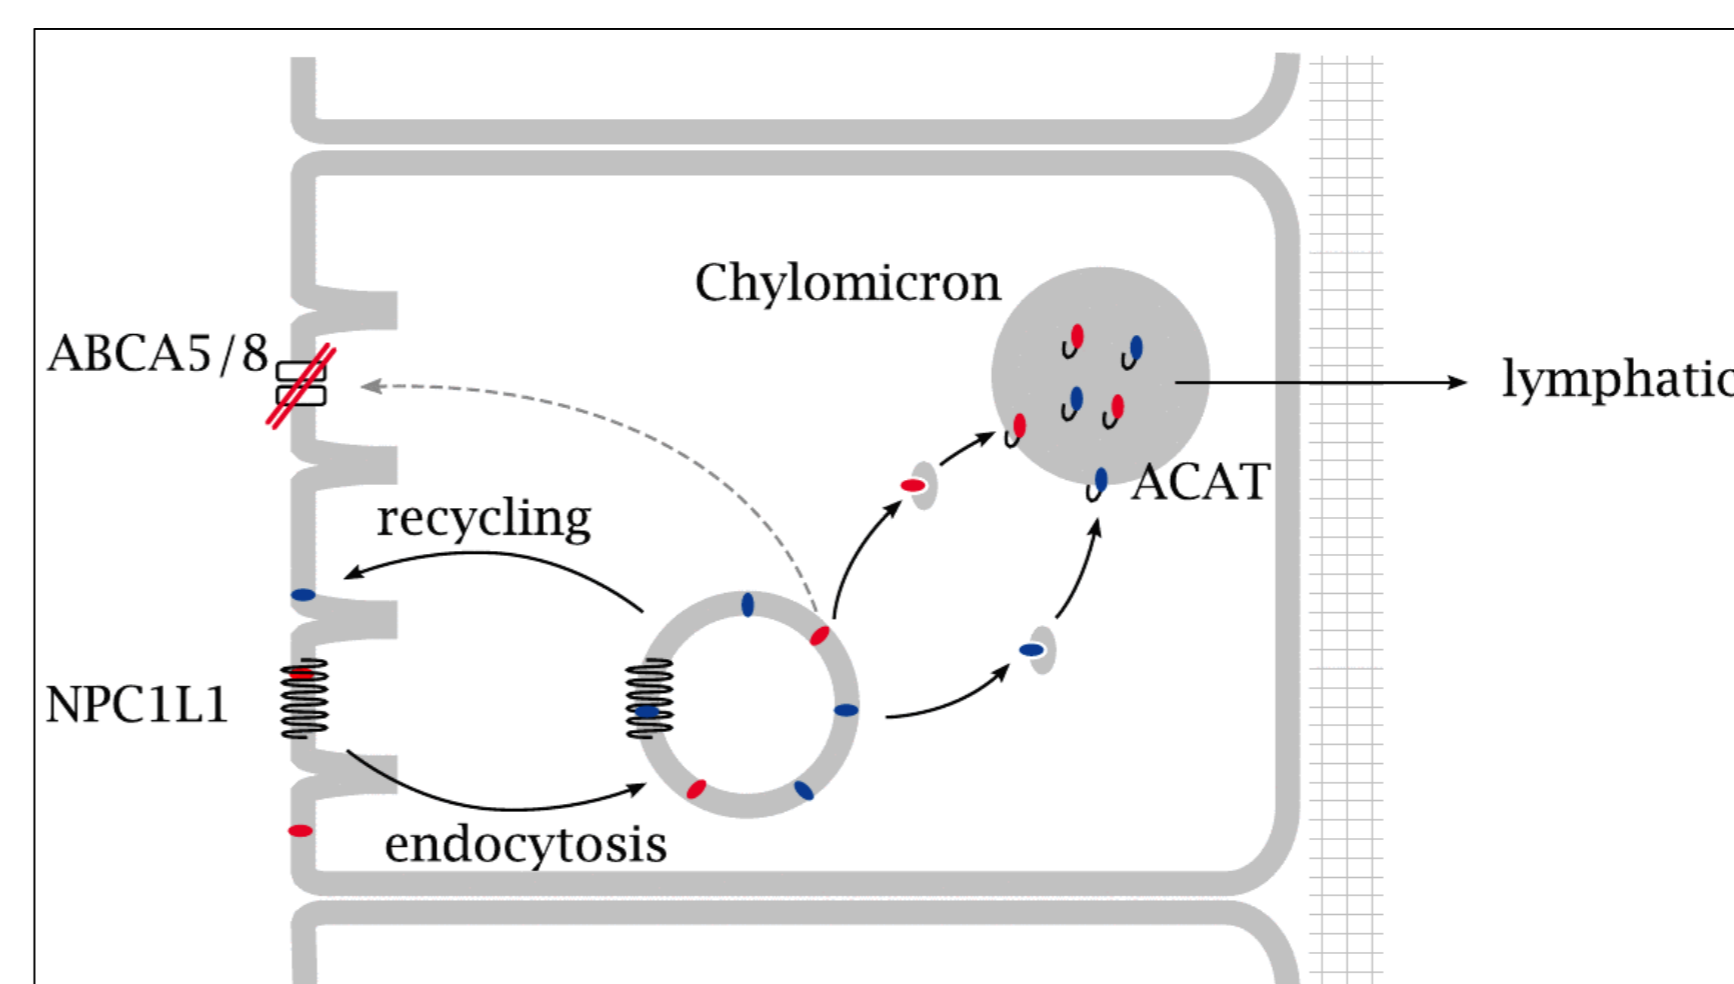 Chylomicron
ABCA5/8
lymphatic
ACAT
recycling
NPC1L1
endocytosis